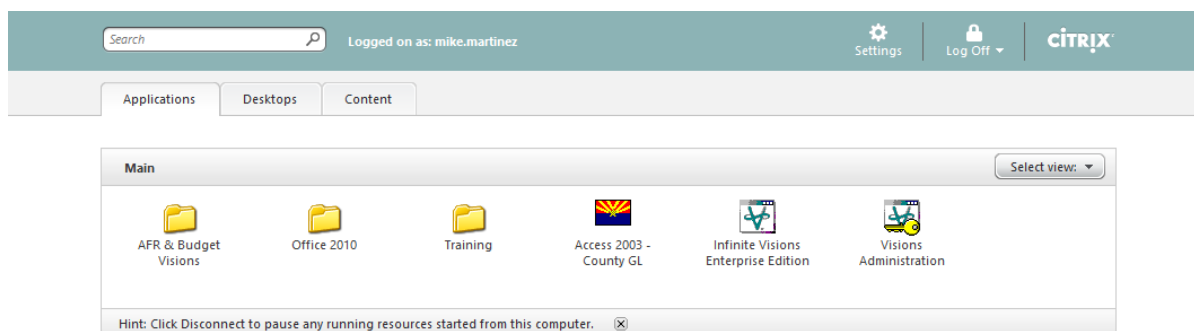 Search
Logged on as: mike.martinez
Settings
Log Off
CİTRIX
Applications
Desktops
Content
Main
Select view:
AFR & Budget
Visions
Office 2010
Training
Access 2003 -
County GL
Infinite Visions
Enterprise Edition
Visions
Administration
Hint: Click Disconnect to pause any running resources started from this computer.